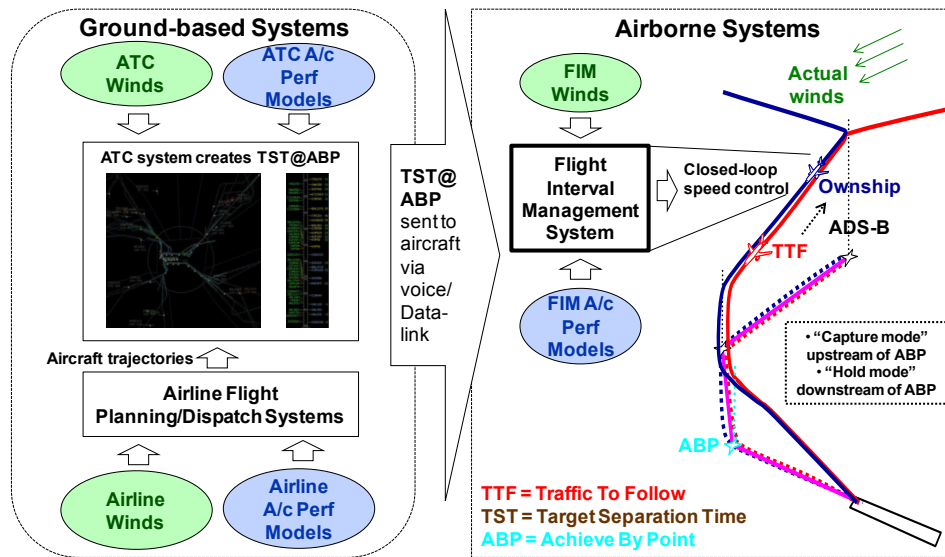 Ground-based Systems
ATC
Winds
ATC A/c
Perf
Models
ATC system creates TST@ABP
Aircraft trajectories
Airline Flight
Planning/Dispatch Systems
Airline
Winds
Airline
A/c Perf
Models
TST@
ABP
sent to
aircraft
via
voice/
Data-
link
Airborne Systems
FIM
Winds
Flight
Interval
Management
System
FIM A/c
Perf
Models
Closed-loop
speed control
Actual
winds
Ownship
ADS-B
TTF
• “Capture mode”
upstream of ABP
• “Hold mode”
downstream of ABP
ABP
TTF = Traffic To Follow
TST = Target Separation Time
ABP = Achieve By Point